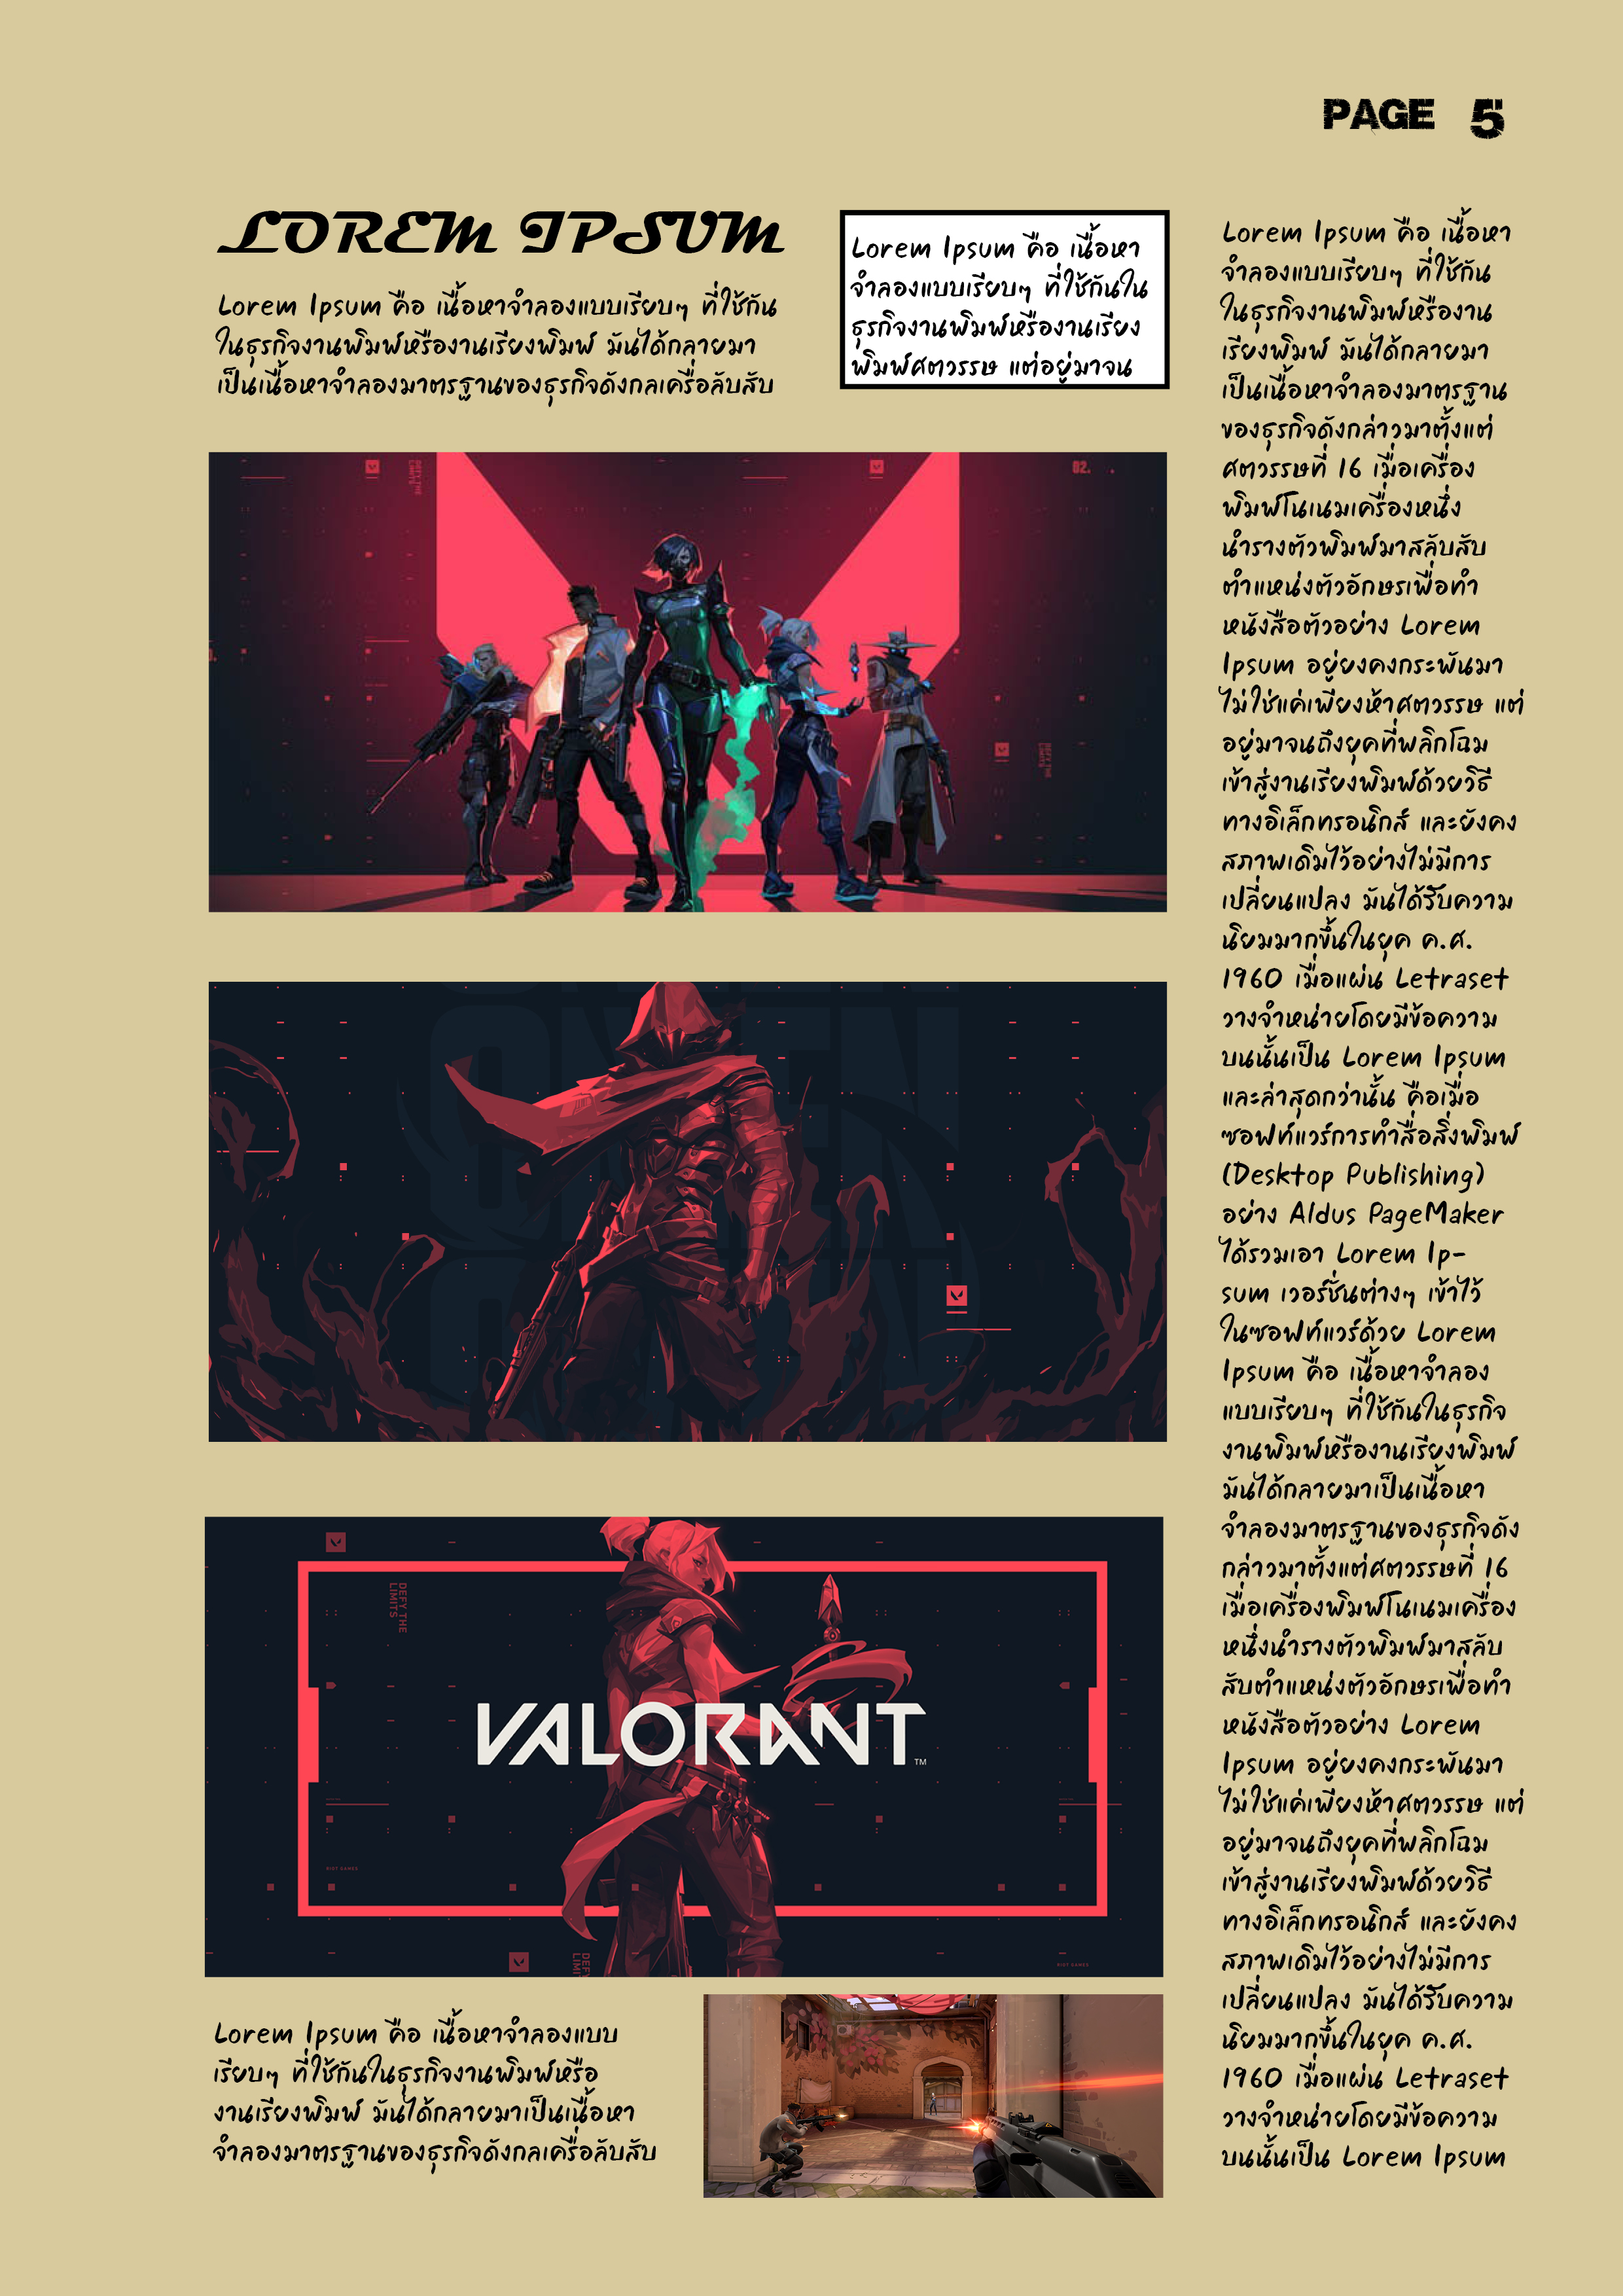 PAGE 5
LOREM IPSUM
Lorem Ipsum คือ เนื้อหาจำลองแบบเรียบๆ ที่ใช้กัน
ในธุรกิจงานพิมพ์หรืองานเรียงพิมพ์ มันได้กลายมา
เป็นเนื้อหาจำลองมาตรฐานของธุรกิจดังกลเครื่อลับสับ
Lorem Ipsum คือ เนื้อหา
จำลองแบบเรียบๆ ที่ใช้กันใน
ธุรกิจงานพิมพ์หรืองานเรียง
พิมพ์ศตวรรษ แต่อยู่มาจน
DEFY THE
LIMITS
02.
DEFY THE
LIMITS
OMEN
DEFY THE
LIMITS
VALORANT™
RIOT GAMES
DEFY
LIMI
RIOT GAMES
Lorem Ipsum คือ เนื้อหาจำลองแบบ
เรียบๆ ที่ใช้กันในธุรกิจงานพิมพ์หรือ
งานเรียงพิมพ์ มันได้กลายมาเป็นเนื้อหา
จำลองมาตรฐานของธุรกิจดังกลเครื่อลับสับ
Lorem Ipsum คือ เนื้อหา
จำลองแบบเรียบๆ ที่ใช้กัน
ในธุรกิจงานพิมพ์หรืองาน
เรียงพิมพ์ มันได้กลายมา
เป็นเนื้อหาจำลองมาตรฐาน
ของธุรกิจดังกล่าวมาตั้งแต่
ศตวรรษที่ 16 เมื่อเครื่อง
พิมพ์โนเนมเครื่องหนึ่ง
นำรางตัวพิมพ์มาสลับสับ
ตำแหน่งตัวอักษรเพื่อทำ
หนังสือตัวอย่าง Lorem
Ipsum อยู่ยงคงกระพันมา
ไม่ใช่แค่เพียงห้าศตวรรษ แต่
อยู่มาจนถึงยุคที่พลิกโฉม
เข้าสู่งานเรียงพิมพ์ด้วยวิธี
ทางอิเล็กทรอนิกส์ และยังคง
สภาพเดิมไว้อย่างไม่มีการ
เปลี่ยนแปลง มันได้รับความ
นิยมมากขึ้นในยุค ค.ศ.
1960 เมื่อแผ่น Letraset
วางจำหน่ายโดยมีข้อความ
บนนั้นเป็น Lorem Ipsum
และล่าสุดกว่านั้น คือเมื่อ
ซอฟท์แวร์การทำสื่อสิ่งพิมพ์
(Desktop Publishing)
อย่าง Aldus PageMaker
ได้รวมเอา Lorem Ip-
sum เวอร์ชั่นต่างๆ เข้าไว้
ในซอฟท์แวร์ด้วย Lorem
Ipsum คือ เนื้อหาจำลอง
แบบเรียบๆ ที่ใช้กันในธุรกิจ
งานพิมพ์หรืองานเรียงพิมพ์
มันได้กลายมาเป็นเนื้อหา
จำลองมาตรฐานของธุรกิจดัง
กล่าวมาตั้งแต่ศตวรรษที่ 16
เมื่อเครื่องพิมพ์โนเนมเครื่อง
หนึ่งนำรางตัวพิมพ์มาสลับ
สับตำแหน่งตัวอักษรเพื่อทำ
หนังสือตัวอย่าง Lorem
Ipsum อยู่ยงคงกระพันมา
ไม่ใช่แค่เพียงห้าศตวรรษ แต่
อยู่มาจนถึงยุคที่พลิกโฉม
เข้าสู่งานเรียงพิมพ์ด้วยวิธี
ทางอิเล็กทรอนิกส์ และยังคง
สภาพเดิมไว้อย่างไม่มีการ
เปลี่ยนแปลง มันได้รับความ
นิยมมากขึ้นในยุค ค.ศ.
1960 เมื่อแผ่น Letraset
วางจำหน่ายโดยมีข้อความ
บนนั้นเป็น Lorem Ipsum